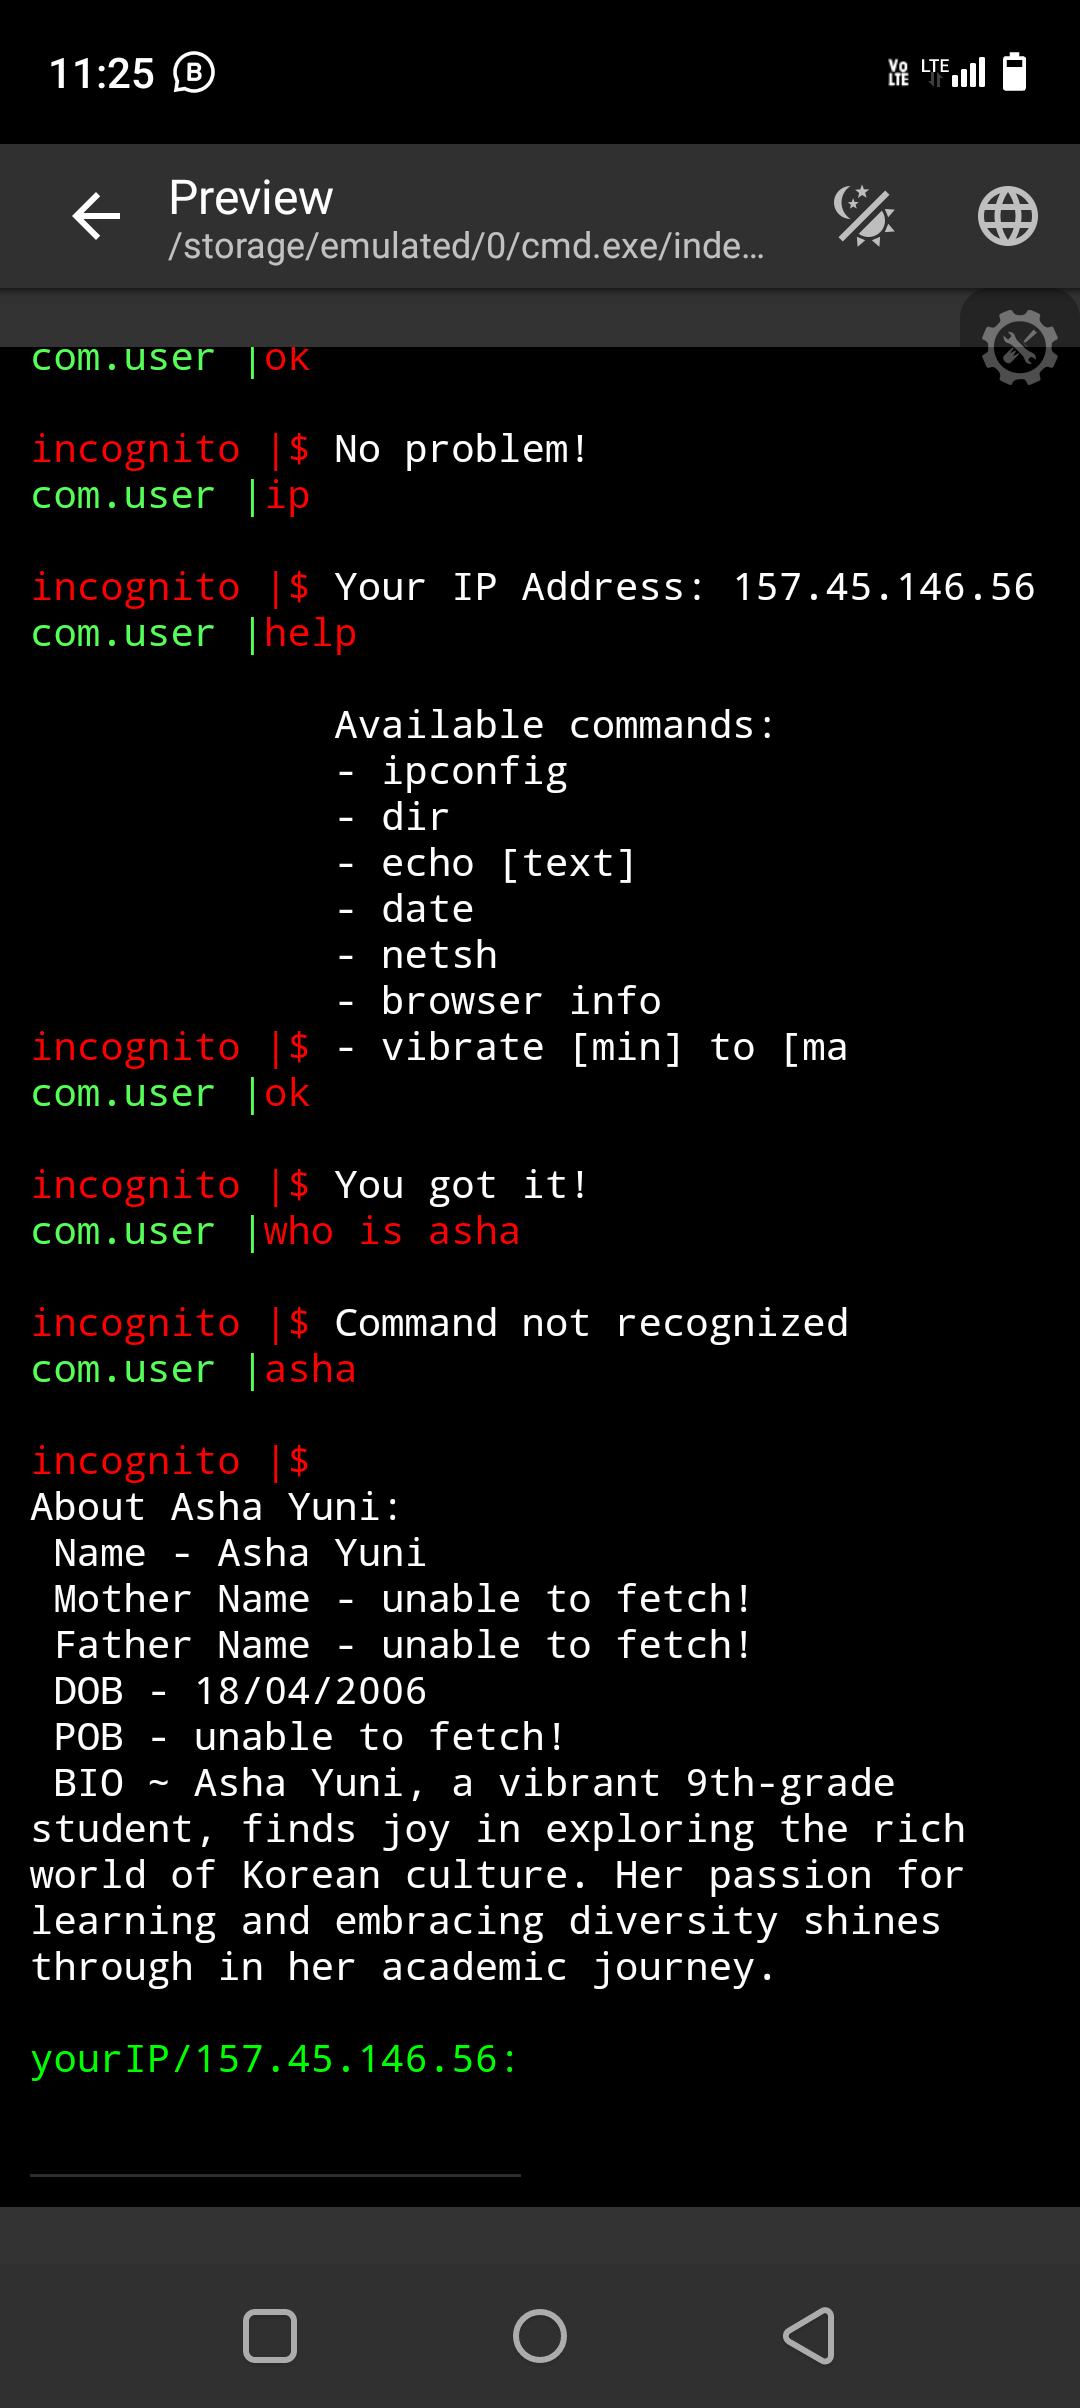 11:25 B Vo LTE LTE
Preview
/storage/emulated/0/cmd.exe/inde...
com.user |ok
incognito |$ No problem!
com.user |ip
incognito |$ Your IP Address: 157.45.146.56
com.user |help
Available commands:
- ipconfig
- dir
- echo [text]
- date
- netsh
- browser info
incognito |$ - vibrate [min] to [ma
com.user |ok
incognito |$ You got it!
com.user |who is asha
incognito |$ Command not recognized
com.user |asha
incognito |$
About Asha Yuni:
Name - Asha Yuni
Mother Name - unable to fetch!
Father Name - unable to fetch!
DOB - 18/04/2006
POB - unable to fetch!
BIO ~ Asha Yuni, a vibrant 9th-grade
student, finds joy in exploring the rich
world of Korean culture. Her passion for
learning and embracing diversity shines
through in her academic journey.
yourIP/157.45.146.56: